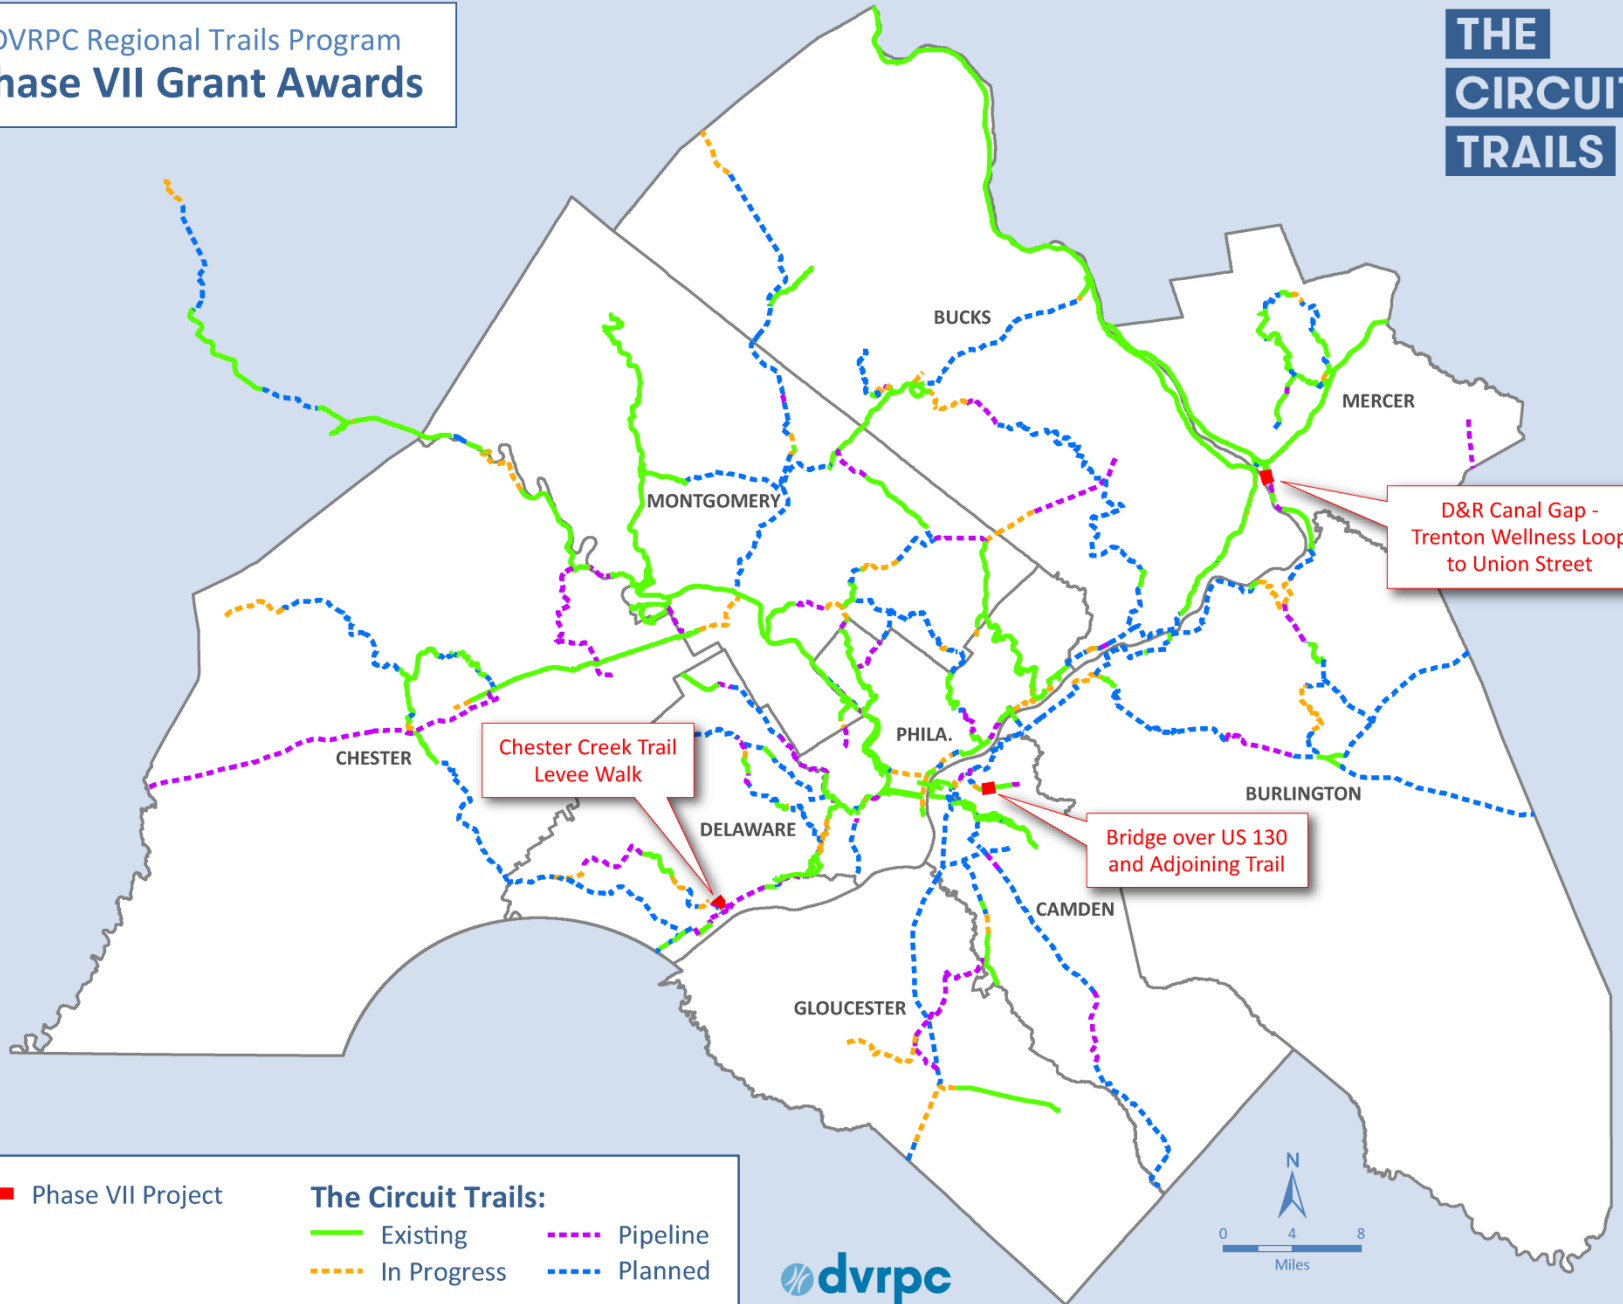 DVRPC Regional Trails Program
Phase VII Grant Awards
THE
CIRCUIT
TRAILS
BUCKS
MERCER
MONTGOMERY
D&R Canal Gap -
Trenton Wellness Loop
to Union Street
PHILA.
Chester Creek Trail
Levee Walk
CHESTER
BURLINGTON
DELAWARE
Bridge over US 130
and Adjoining Trail
CAMDEN
GLOUCESTER
Phase VII Project
The Circuit Trails:
Existing
Pipeline
In Progress
Planned
dvrpc
N
0 4 8
Miles